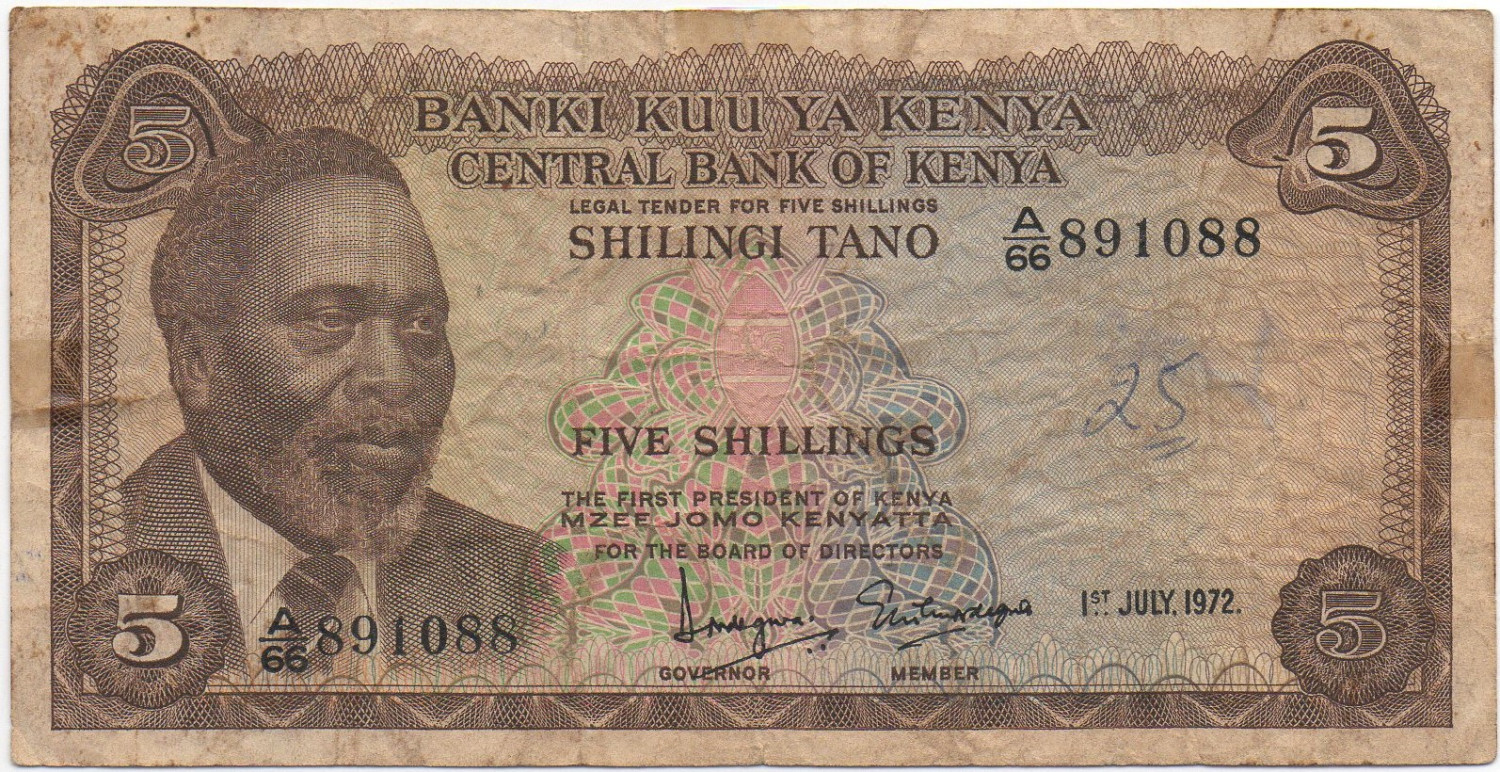 5
5
BANKI KUU YA KENYA
CENTRAL BANK OF KENYA
LEGAL TENDER FOR FIVE SHILLINGS
SHILINGI TANO
A/66 891088
25
FIVE SHILLINGS
THE FIRST PRESIDENT OF KENYA
MZEE JOMO KENYATTA
FOR THE BOARD OF DIRECTORS
1ST JULY, 1972.
5
A/66 891088
GOVERNOR
MEMBER
5